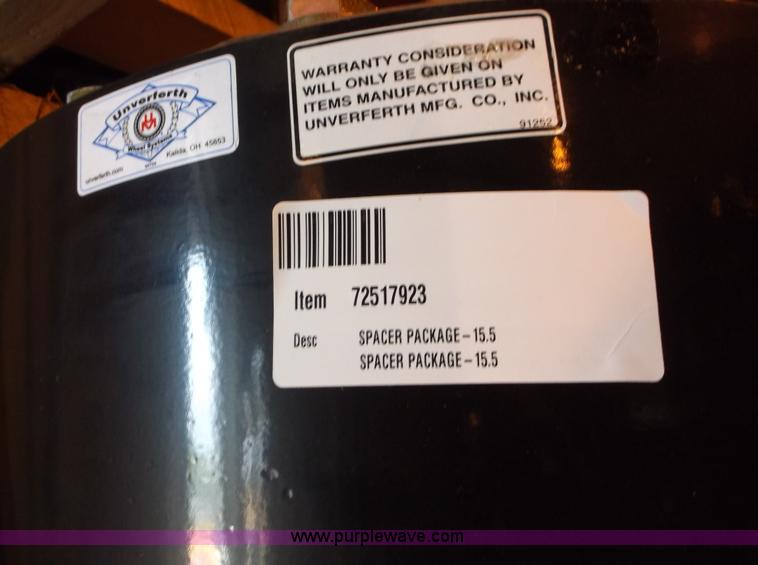 Unverferth
Wheel Systems
Kalida, OH 45853
unverferth.com
WARRANTY CONSIDERATION
WILL ONLY BE GIVEN ON
ITEMS MANUFACTURED BY
UNVERFERTH MFG. CO., INC.
91252
Item 72517923
Desc SPACER PACKAGE-15.5
SPACER PACKAGE-15.5
www.purplewave.com